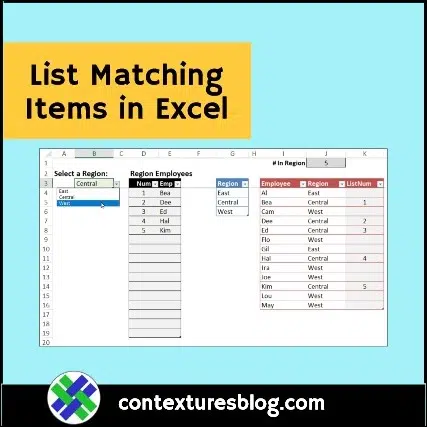 List Matching
Items in Excel
A B C D E F G H I J K
1 # In Region 5
2 Select a Region: Region Employees
3 Central Num Emp Region Employee Region ListNum
4 East 1 Bea East Al East
5 Central 2 Dee Central Bea Central 1
6 West 3 Ed West Cam West
7 4 Hal Dee Central 2
8 5 Kim Ed Central 3
9 Flo West
10 Gil East
11 Hal Central 4
12 Ira West
13 Joe West
14 Kim Central 5
15 Lou West
16 May West
17
18
19
20
contexturesblog.com